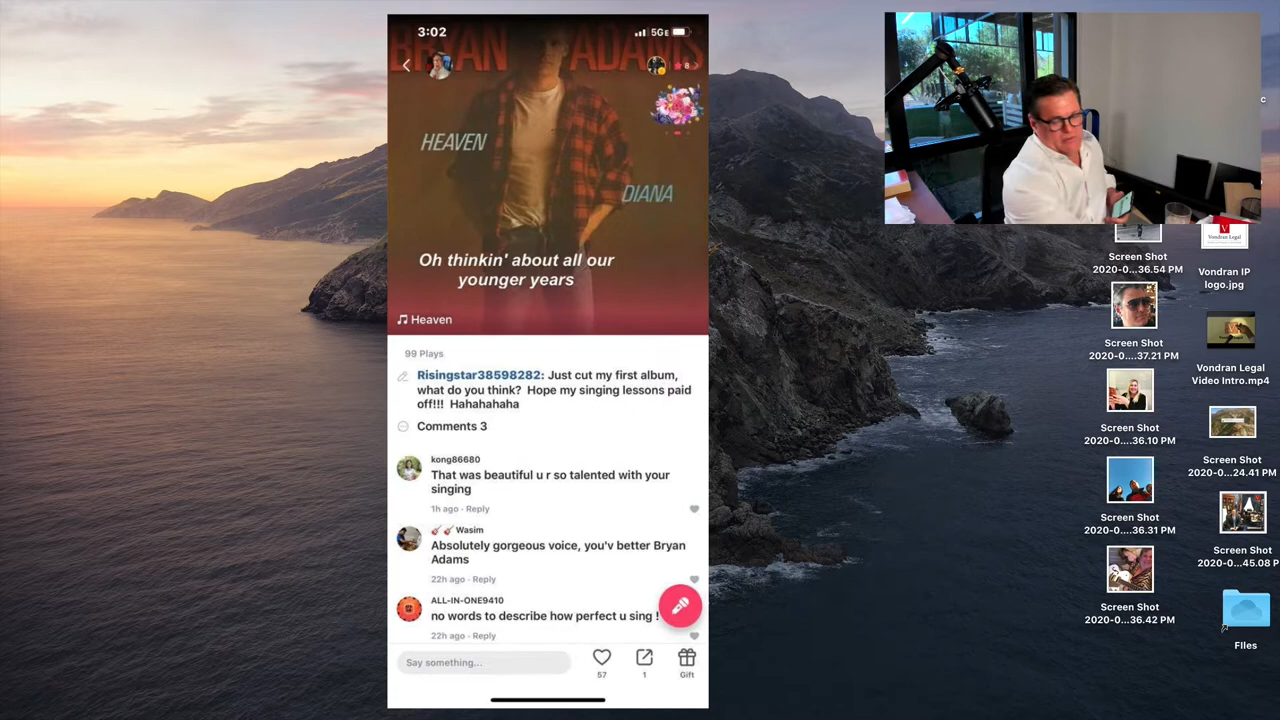 3:02
5GE
BRYAN ADAMS
8
HEAVEN
DIANA
Oh thinkin' about all our
younger years
Heaven
99 Plays
Risingstar38598282: Just cut my first album,
what do you think? Hope my singing lessons paid
off!!! Hahahahaha
Comments 3
kong86680
That was beautiful u r so talented with your
singing
1h ago - Reply
Wasim
Absolutely gorgeous voice, you'v better Bryan
Adams
22h ago - Reply
ALL-IN-ONE9410
no words to describe how perfect u sing !
22h ago - Reply
Say something...
57
1
Gift
c
Screen Shot
2020-0...36.54 PM
V
Vondran Legal
Vondran IP
logo.jpg
Screen Shot
2020-0....37.21 PM
Vondran Legal
Video Intro.mp4
Screen Shot
2020-0...36.10 PM
Screen Shot
2020-0...24.41 PM
Screen Shot
2020-0...36.31 PM
Screen Shot
2020-0...45.08 P
Screen Shot
2020-0...36.42 PM
FIles